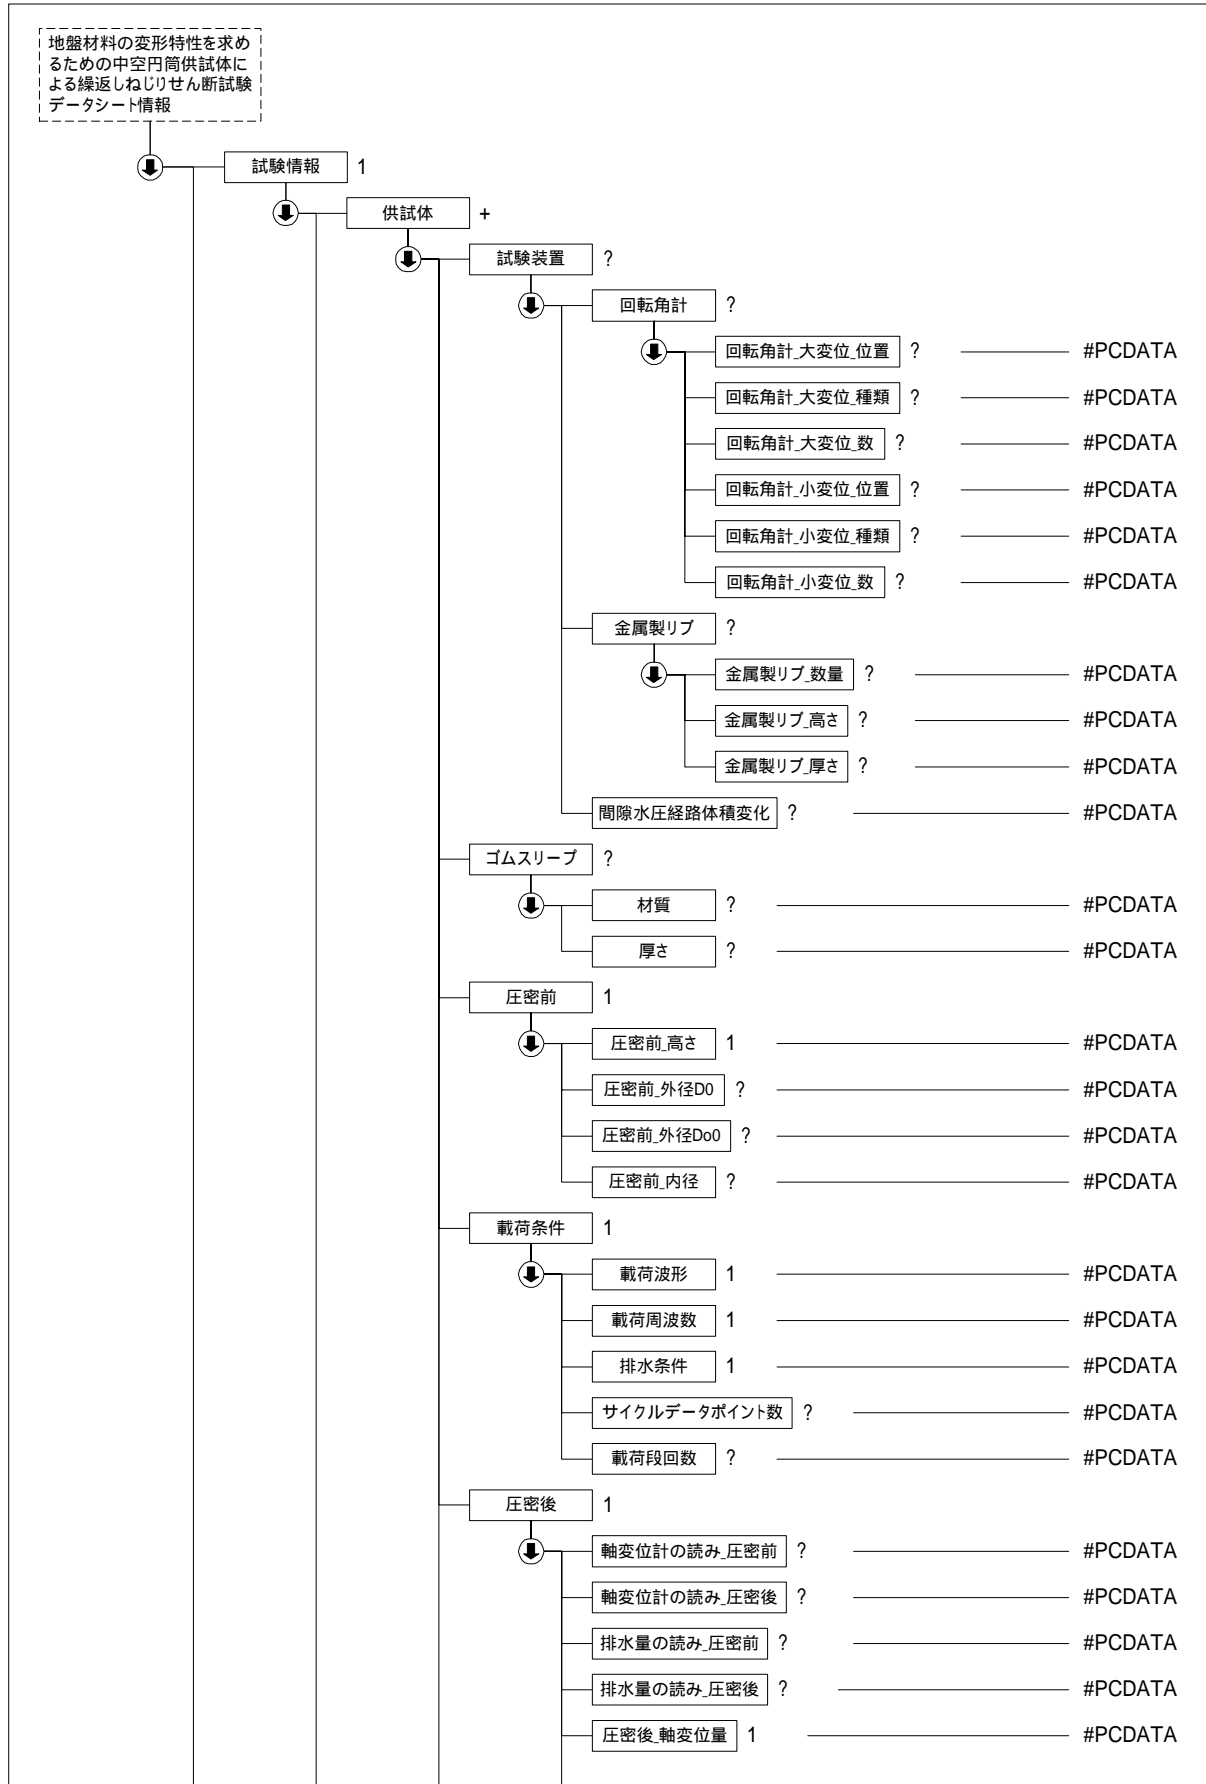 地盤材料の変形特性を求め
るための中空円筒供試体に
よる繰返しねじりせん断試験
データシート情報
試験情報 1
供試体 +
試験装置 ?
回転角計 ?
回転角計_大変位_位置 ? #PCDATA
回転角計_大変位_種類 ? #PCDATA
回転角計_大変位_数 ? #PCDATA
回転角計_小変位_位置 ? #PCDATA
回転角計_小変位_種類 ? #PCDATA
回転角計_小変位_数 ? #PCDATA
金属製リブ ?
金属製リブ_数量 ? #PCDATA
金属製リブ_高さ ? #PCDATA
金属製リブ_厚さ ? #PCDATA
間隙水圧経路体積変化 ? #PCDATA
ゴムスリーブ ?
材質 ? #PCDATA
厚さ ? #PCDATA
圧密前 1
圧密前_高さ 1 #PCDATA
圧密前_外径D0 ? #PCDATA
圧密前_外径Do0 ? #PCDATA
圧密前_内径 ? #PCDATA
載荷条件 1
載荷波形 1 #PCDATA
載荷周波数 1 #PCDATA
排水条件 1 #PCDATA
サイクルデータポイント数 ? #PCDATA
載荷段回数 ? #PCDATA
圧密後 1
軸変位計の読み_圧密前 ? #PCDATA
軸変位計の読み_圧密後 ? #PCDATA
排水量の読み_圧密前 ? #PCDATA
排水量の読み_圧密後 ? #PCDATA
圧密後_軸変位量 1 #PCDATA